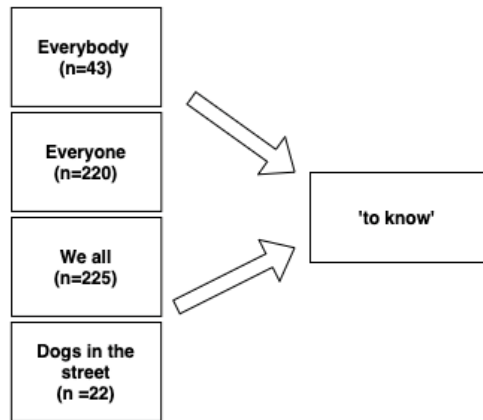 Everybody
(n=43)
Everyone
(n=220)
We all
(n=225)
Dogs in the
street
(n =22)
'to know'